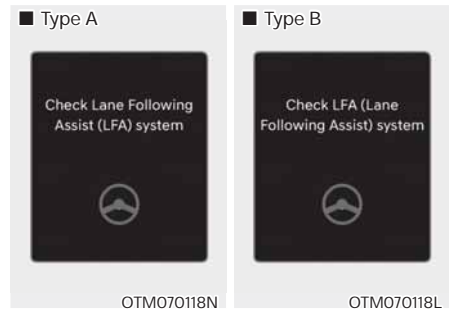 ■ Type A
Check Lane Following
Assist (LFA) system
OTM070118N
■ Type B
Check LFA (Lane
Following Assist) system
OTM070118L